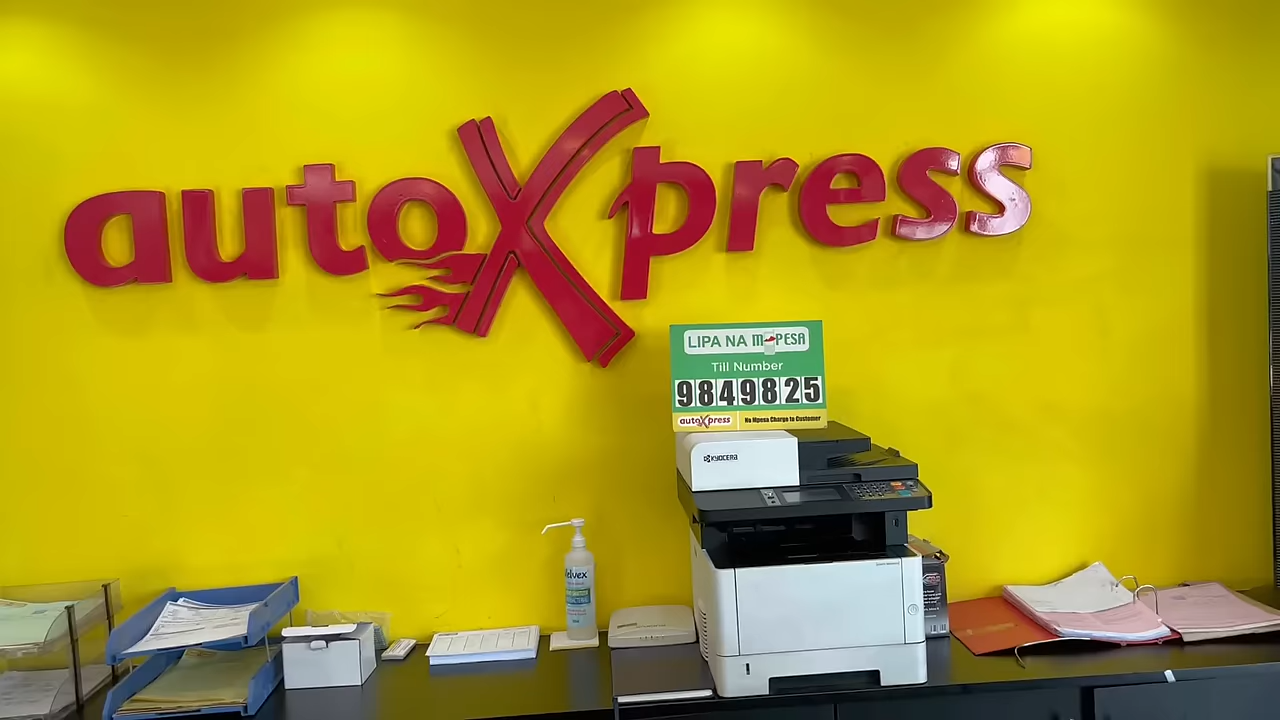 autoXpress
LIPA NA M-PESA
Till Number
9849825
autoXpress
No Mpesa Charge to Customer
KYOCERA
Velvex